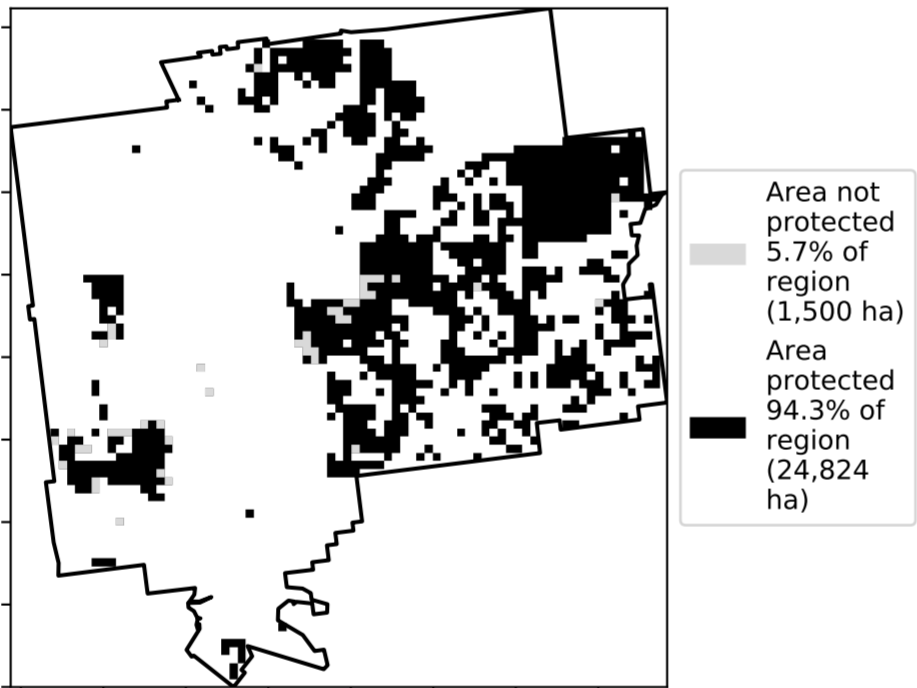 Area not
protected
5.7% of
region
(1,500 ha)
Area
protected
94.3% of
region
(24,824
ha)